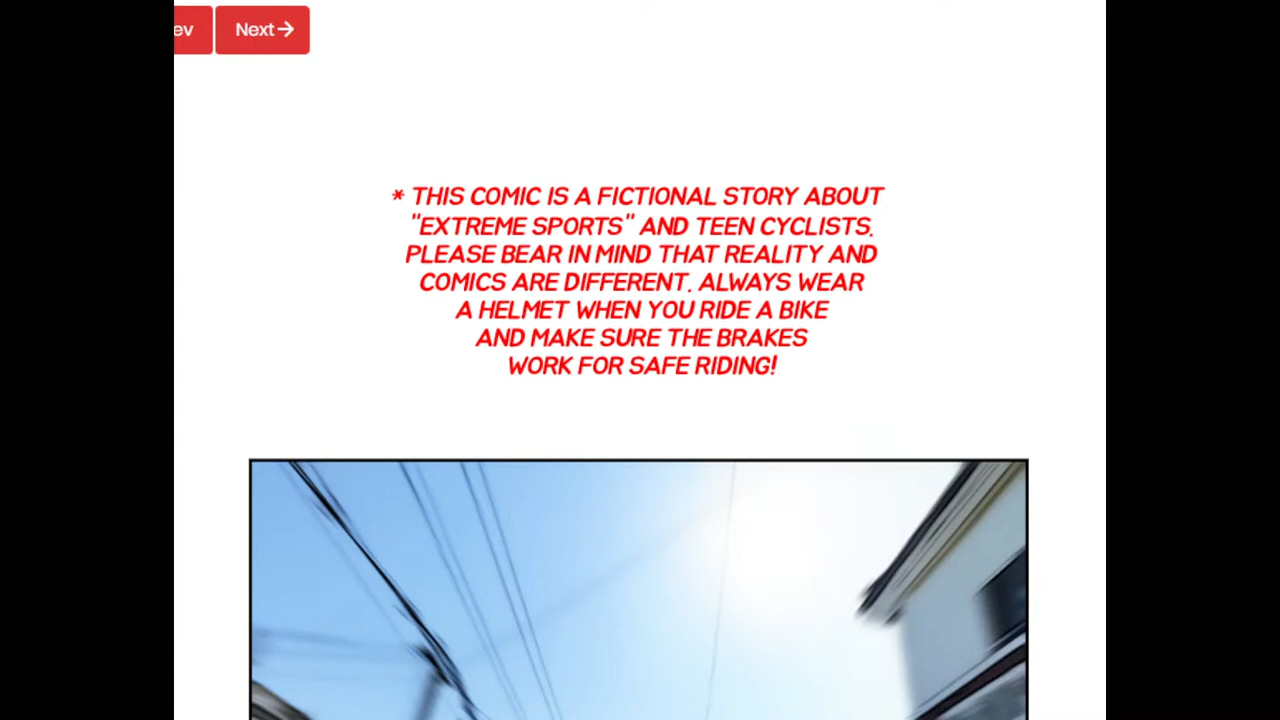 ev
Next
* THIS COMIC IS A FICTIONAL STORY ABOUT
"EXTREME SPORTS" AND TEEN CYCLISTS.
PLEASE BEAR IN MIND THAT REALITY AND
COMICS ARE DIFFERENT. ALWAYS WEAR
A HELMET WHEN YOU RIDE A BIKE
AND MAKE SURE THE BRAKES
WORK FOR SAFE RIDING!